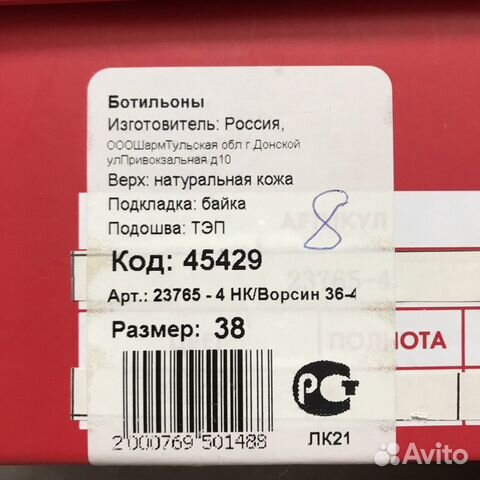 Ботильоны
Изготовитель: Россия,
ОООШармТульская обл г.Донской
улПривокзальная д10
Верх: натуральная кожа
Подкладка: байка
Подошва: ТЭП
8
АРТИКУЛ
Код: 45429
23765-4
Арт.: 23765 - 4 НК/Ворсин 36-4
Размер: 38
ПОЛНОТА
2000769 501488
РСТ
ЛК21
Avito